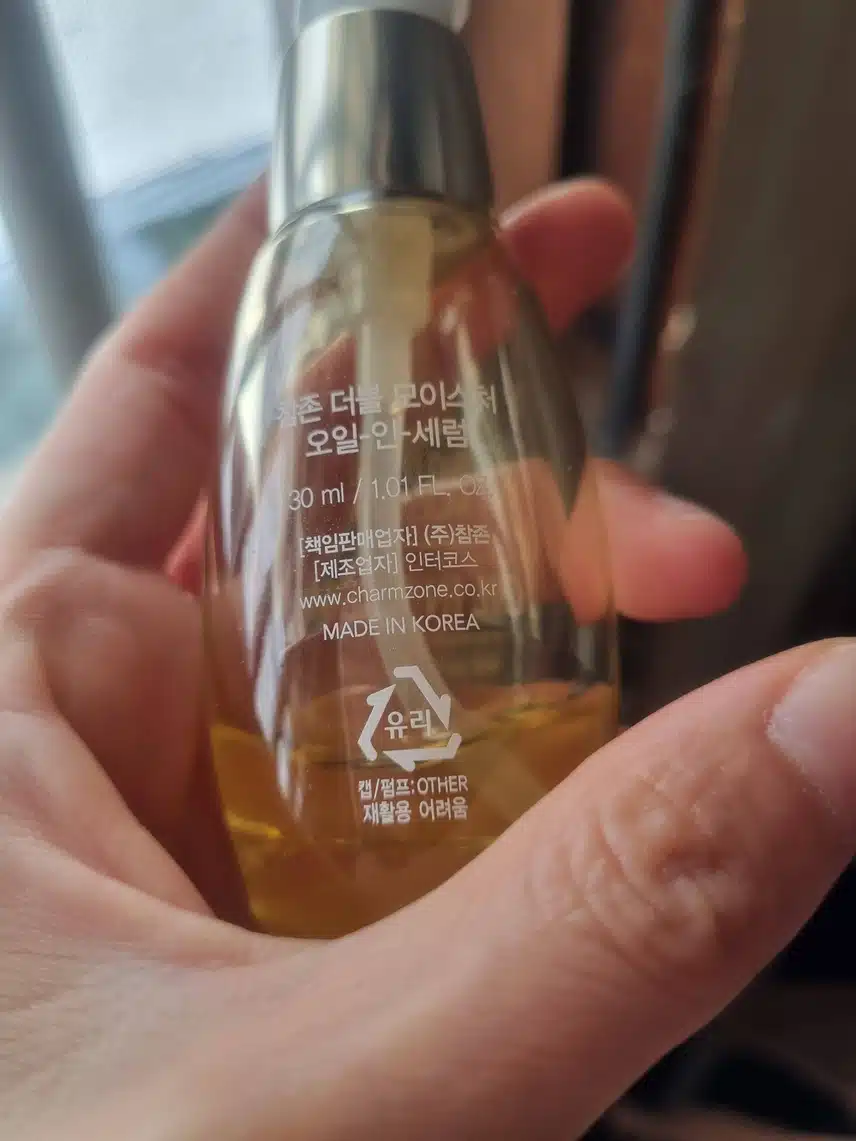 참존 더블 모이스처
오일-인-세럼
30 ml / 1.01 FL. Oz.
[책임판매업자] (주)참존
[제조업자] 인터코스
www.charmzone.co.kr
MADE IN KOREA
유리
캡/펌프:OTHER
재활용 어려움